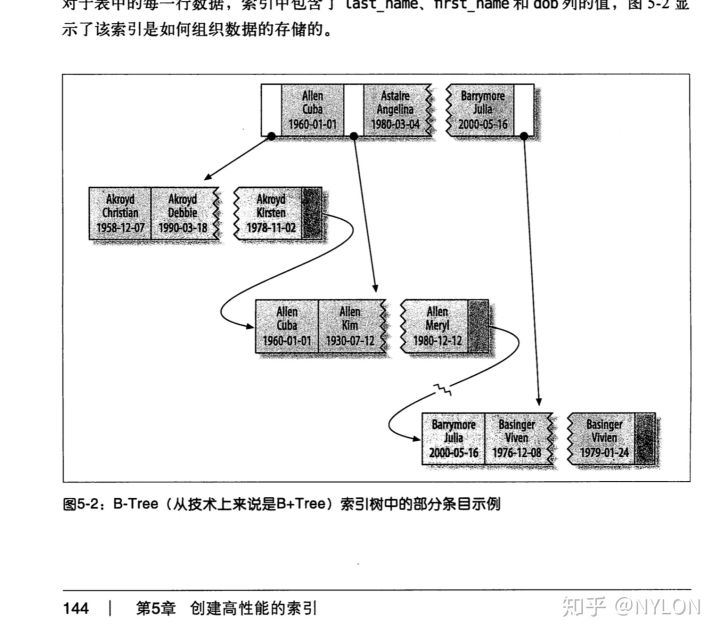 对于表中的每一行数据，索引中包含了 last_name、first_name 和 dob 列的值，图 5-2 显
示了该索引是如何组织数据的存储的。
Allen Astaire Barrymore
Cuba Angelina Julia
1960-01-01 1980-03-04 2000-05-16
Akroyd Akroyd Akroyd
Christian Debbie Kirsten
1958-12-07 1990-03-18 1978-11-02
Allen Allen Allen
Cuba Kim Meryl
1960-01-01 1930-07-12 1980-12-12
Barrymore Basinger Basinger
Julia Viven Vivien
2000-05-16 1976-12-08 1979-01-24
图5-2：B-Tree（从技术上来说是B+Tree）索引树中的部分条目示例
144 | 第5章 创建高性能的索引
知乎 @NYLON